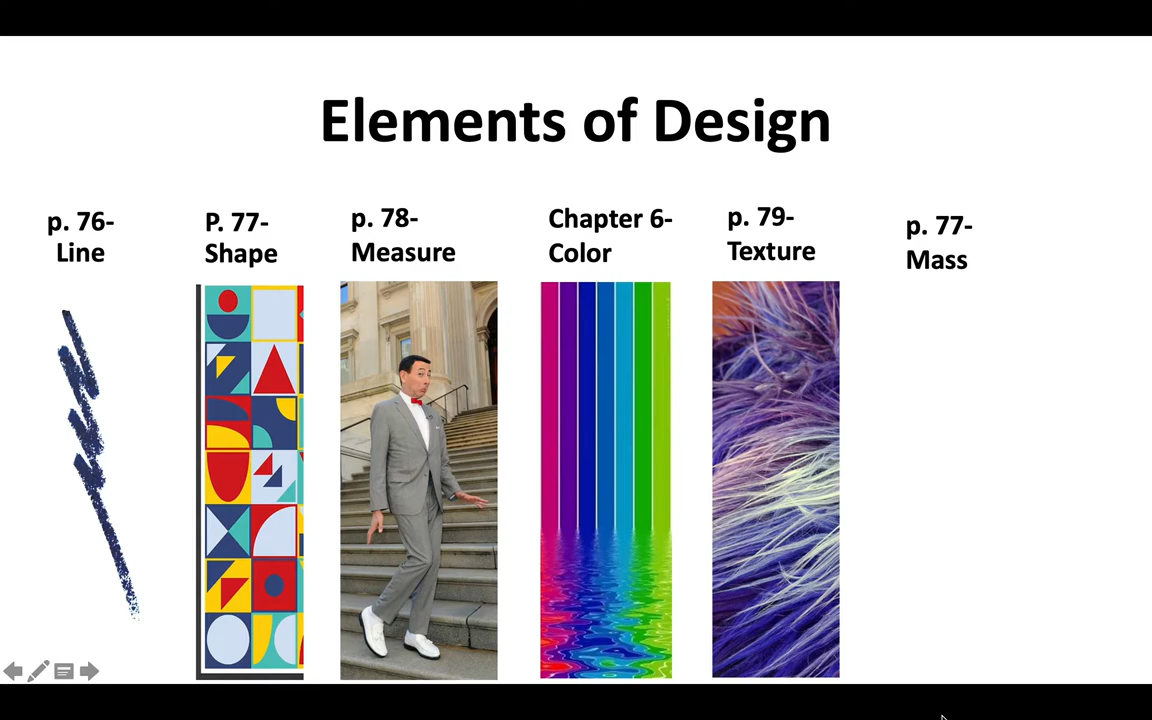 Elements of Design
p. 76-
Line
P. 77-
Shape
p. 78-
Measure
Chapter 6-
Color
p. 79-
Texture
p. 77-
Mass